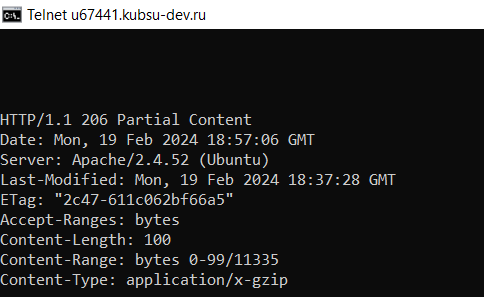 Telnet u67441.kubsu-dev.ru
HTTP/1.1 206 Partial Content
Date: Mon, 19 Feb 2024 18:57:06 GMT
Server: Apache/2.4.52 (Ubuntu)
Last-Modified: Mon, 19 Feb 2024 18:37:28 GMT
ETag: "2c47-611c062bf66a5"
Accept-Ranges: bytes
Content-Length: 100
Content-Range: bytes 0-99/11335
Content-Type: application/x-gzip